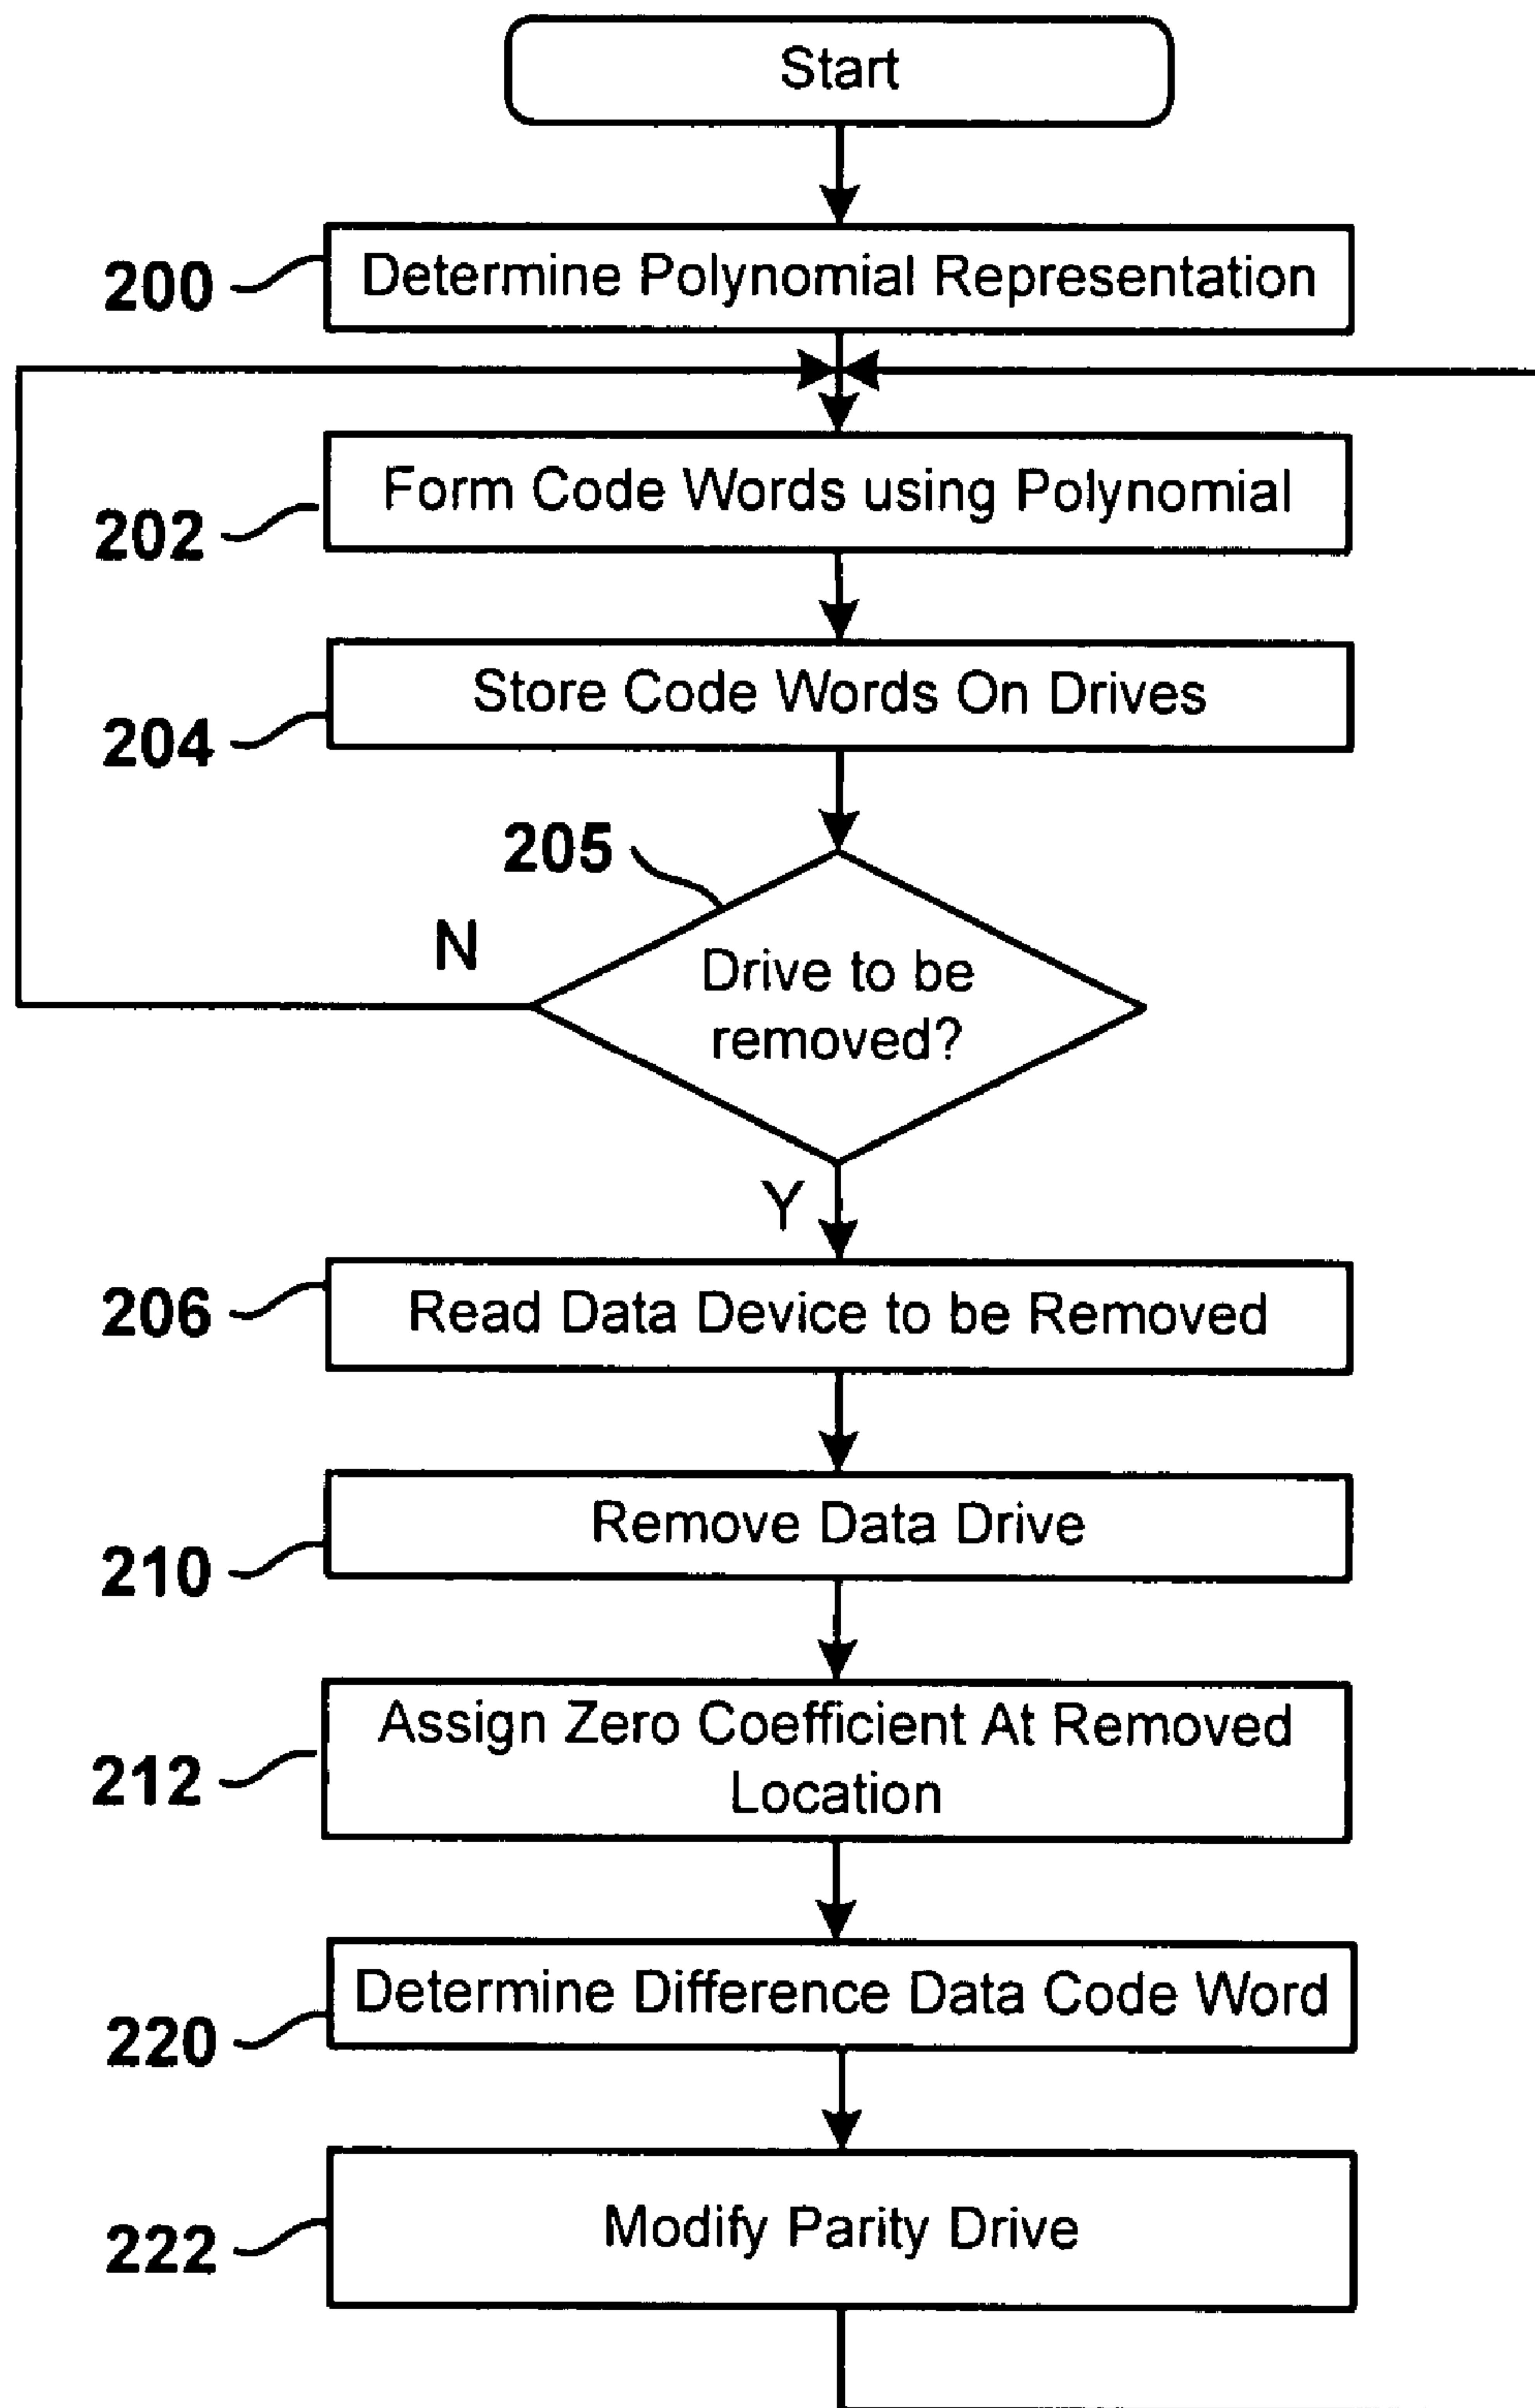 Start
200
Determine Polynomial Representation
202
Form Code Words using Polynomial
204
Store Code Words On Drives
205
N
Drive to be
removed?
Y
206
Read Data Device to be Removed
210
Remove Data Drive
212
Assign Zero Coefficient At Removed
Location
220
Determine Difference Data Code Word
222
Modify Parity Drive